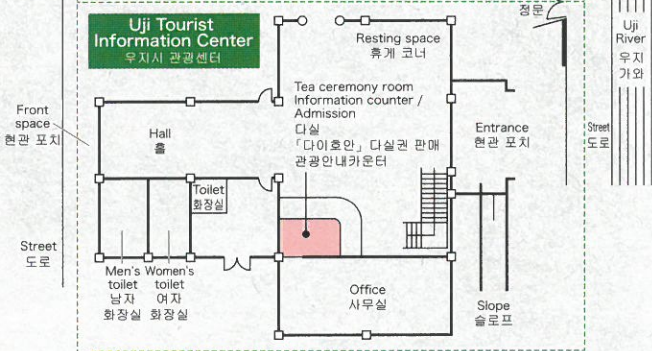 Uji Tourist
Information Center
우지시 관광센터
정문
Uji
River
우지
가와
Resting space
휴게 코너
Tea ceremony room
Information counter /
Admission
다실
「다이호안」 다실권 판매
관광안내카운터
Front
space
현관 포치
Hall
홀
Entrance
현관 포치
Street
도로
Toilet
화장실
Street
도로
Men's
toilet
남자
화장실
Women's
toilet
여자
화장실
Office
사무실
Slope
슬로프